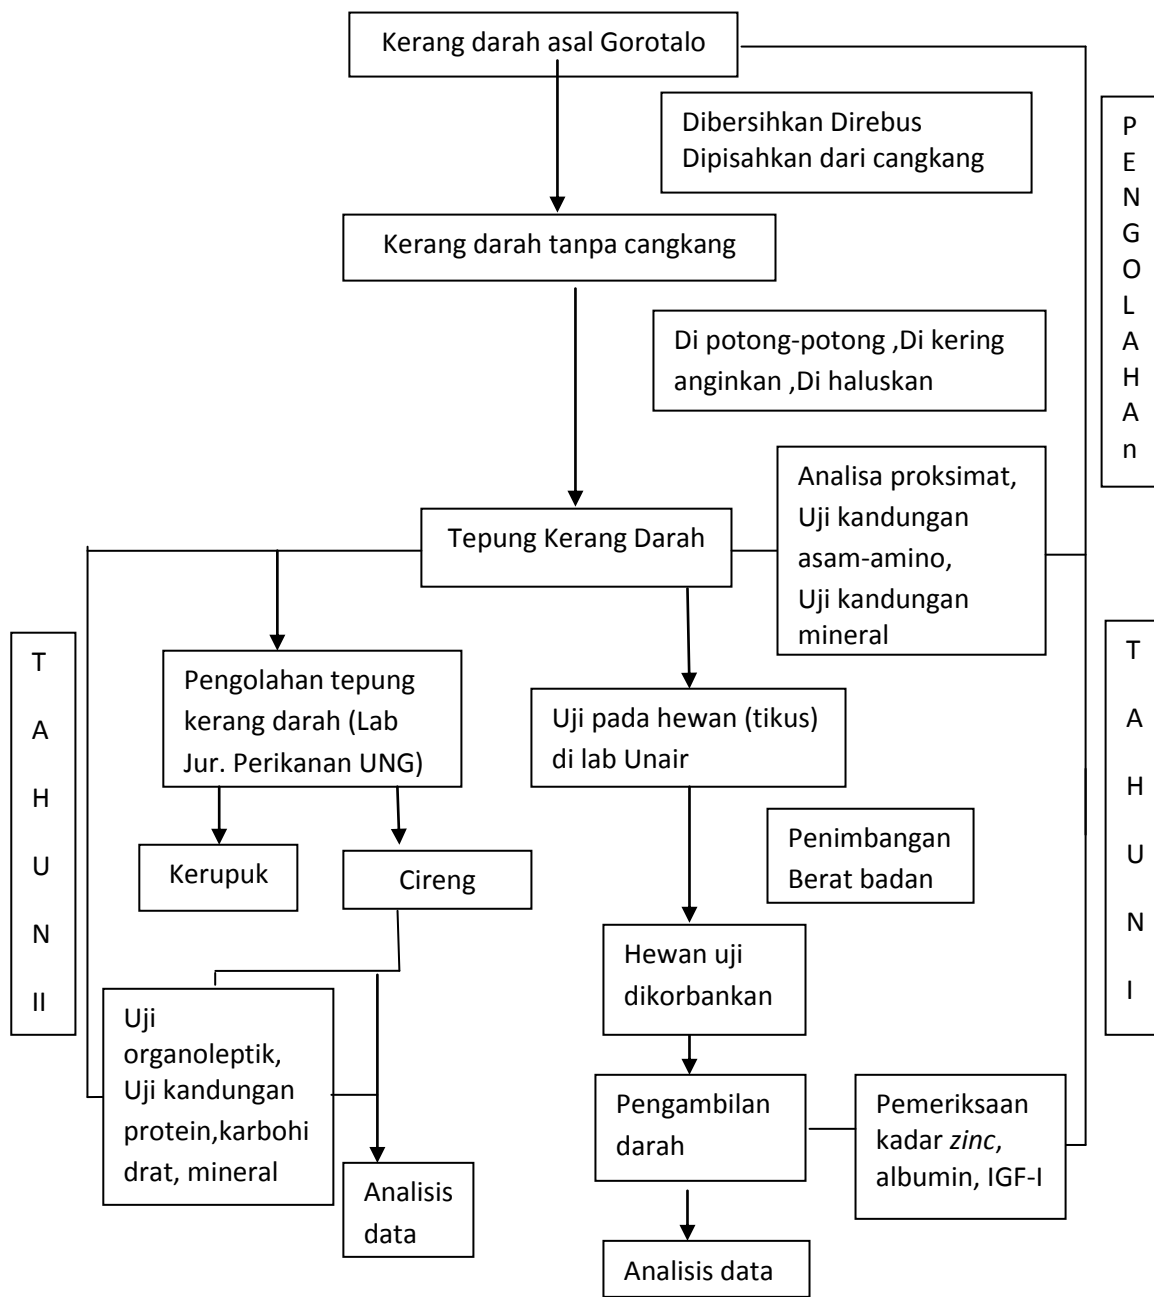 Kerang darah asal Gorotalo
Dibersihkan Direbus
Dipisahkan dari cangkang
P
E
N
G
O
L
A
H
A
n
Kerang darah tanpa cangkang
Di potong-potong ,Di kering
anginkan ,Di haluskan
Analisa proksimat,
Uji kandungan
asam-amino,
Uji kandungan
mineral
Tepung Kerang Darah
T
A
H
U
N
II
Pengolahan tepung
kerang darah (Lab
Jur. Perikanan UNG)
Uji pada hewan (tikus)
di lab Unair
T
A
H
U
N
I
Kerupuk
Cireng
Penimbangan
Berat badan
Hewan uji
dikorbankan
Uji
organoleptik,
Uji kandungan
protein,karbohi
drat, mineral
Analisis
data
Pengambilan
darah
Pemeriksaan
kadar zinc,
albumin, IGF-I
Analisis data